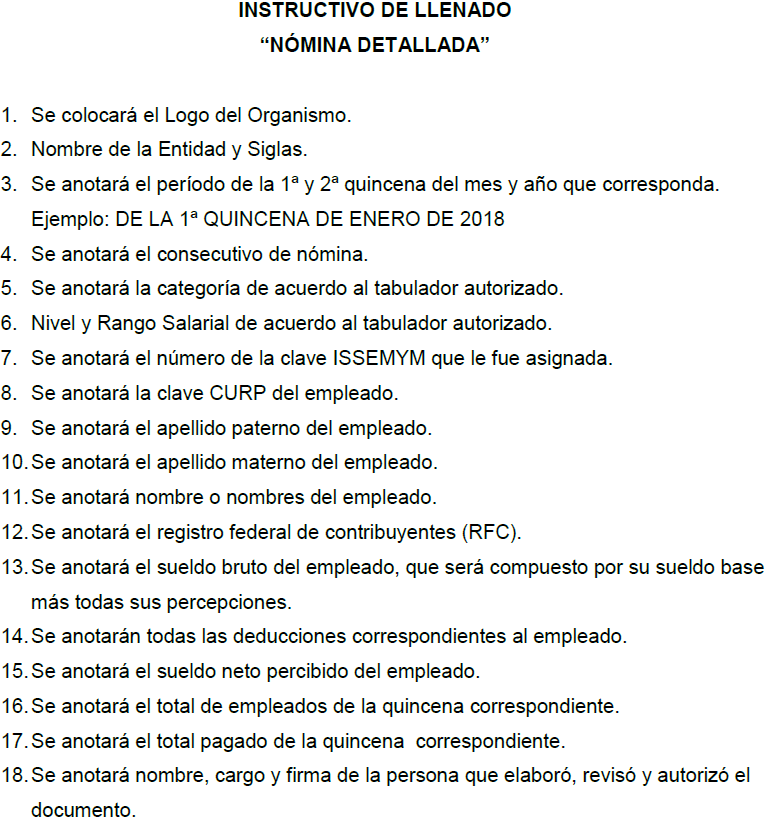 INSTRUCTIVO DE LLENADO
“NÓMINA DETALLADA”
1. Se colocará el Logo del Organismo.
2. Nombre de la Entidad y Siglas.
3. Se anotará el período de la 1ª y 2ª quincena del mes y año que corresponda.
Ejemplo: DE LA 1ª QUINCENA DE ENERO DE 2018
4. Se anotará el consecutivo de nómina.
5. Se anotará la categoría de acuerdo al tabulador autorizado.
6. Nivel y Rango Salarial de acuerdo al tabulador autorizado.
7. Se anotará el número de la clave ISSEMYM que le fue asignada.
8. Se anotará la clave CURP del empleado.
9. Se anotará el apellido paterno del empleado.
10. Se anotará el apellido materno del empleado.
11. Se anotará nombre o nombres del empleado.
12. Se anotará el registro federal de contribuyentes (RFC).
13. Se anotará el sueldo bruto del empleado, que será compuesto por su sueldo base
más todas sus percepciones.
14. Se anotarán todas las deducciones correspondientes al empleado.
15. Se anotará el sueldo neto percibido del empleado.
16. Se anotará el total de empleados de la quincena correspondiente.
17. Se anotará el total pagado de la quincena  correspondiente.
18. Se anotará nombre, cargo y firma de la persona que elaboró, revisó y autorizó el
documento.